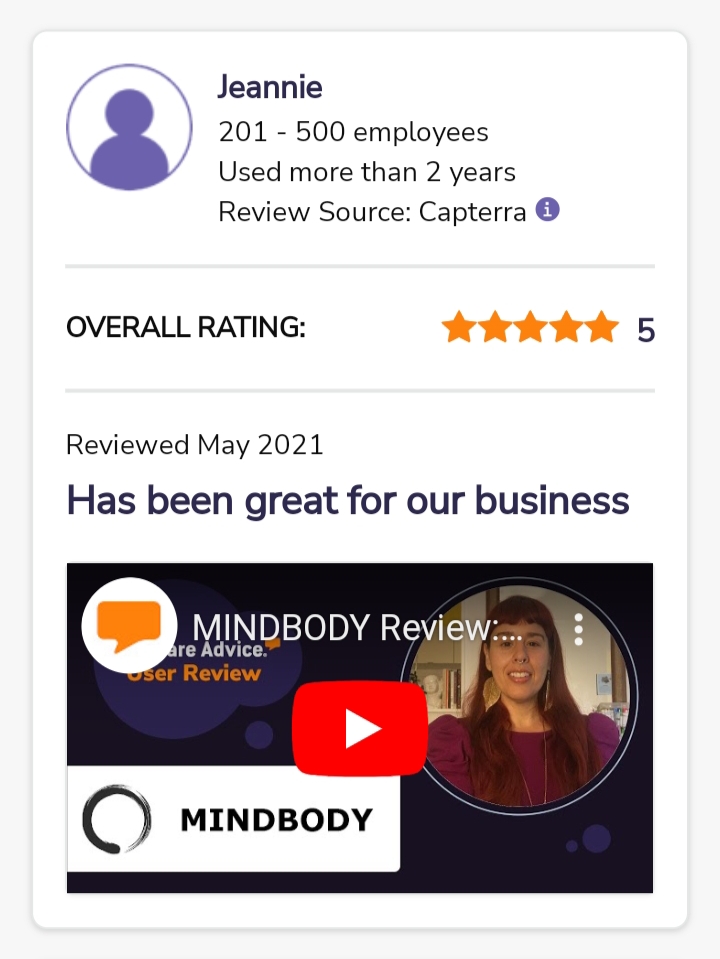 Jeannie
201 - 500 employees
Used more than 2 years
Review Source: Capterra
OVERALL RATING:
5
Reviewed May 2021
Has been great for our business
MINDBODY Review:...
are Advice.
User Review
MINDBODY